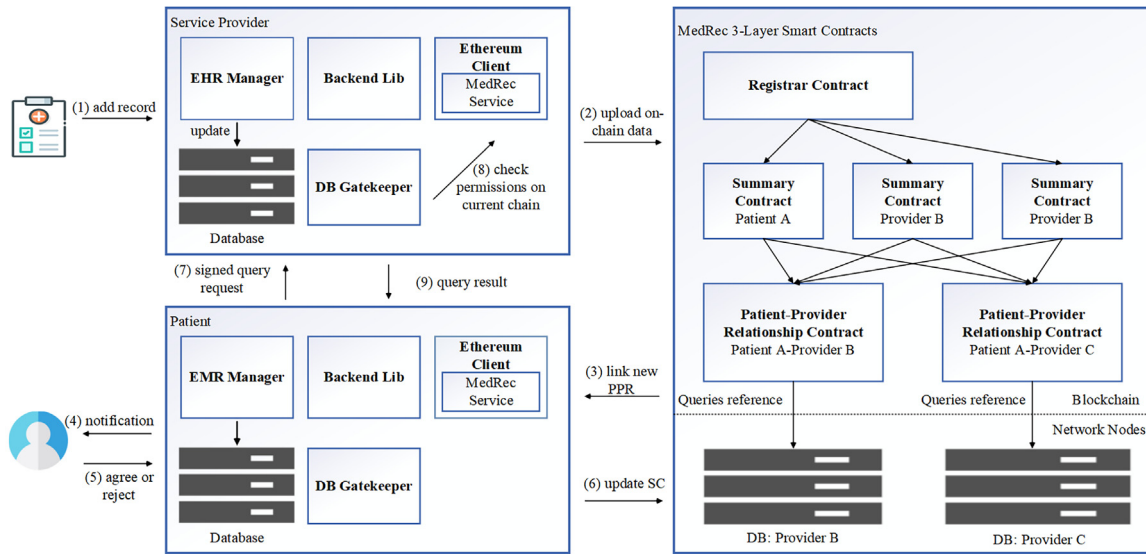 Service Provider
EHR Manager
Backend Lib
Ethereum
Client
MedRec
Service
(1) add record
update
DB Gatekeeper
(8) check
permissions on
current chain
Database
(2) upload on-
chain data
(7) signed query
request
(9) query result
Patient
EMR Manager
Backend Lib
Ethereum
Client
MedRec
Service
(3) link new
PPR
(4) notification
(5) agree or
reject
DB Gatekeeper
Database
(6) update SC
MedRec 3-Layer Smart Contracts
Registrar Contract
Summary
Contract
Patient A
Summary
Contract
Provider B
Summary
Contract
Provider B
Patient-Provider
Relationship Contract
Patient A-Provider B
Patient-Provider
Relationship Contract
Patient A-Provider C
Queries reference
Queries reference
Blockchain
Network Nodes
DB: Provider B
DB: Provider C